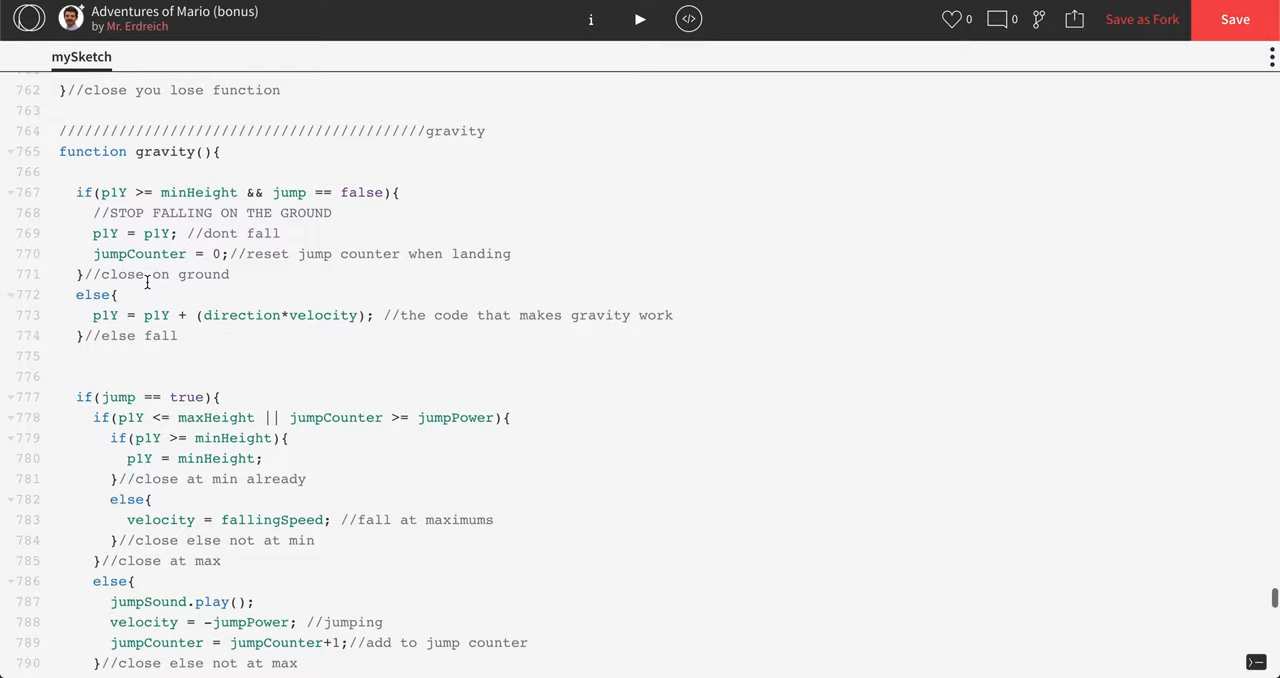 Adventures of Mario (bonus)
by Mr. Erdreich
i
</>
0
0
Save as Fork
Save
mySketch
762 }//close you lose function
763
764 ///////////////////////////////////////////gravity
765 function gravity(){
766
767 if(p1Y >= minHeight && jump == false){
768 //STOP FALLING ON THE GROUND
769 p1Y = p1Y; //dont fall
770 jumpCounter = 0;//reset jump counter when landing
771 }//close on ground
772 else{
773 p1Y = p1Y + (direction*velocity); //the code that makes gravity work
774 }//else fall
775
776
777 if(jump == true){
778 if(p1Y <= maxHeight || jumpCounter >= jumpPower){
779 if(p1Y >= minHeight){
780 p1Y = minHeight;
781 }//close at min already
782 else{
783 velocity = fallingSpeed; //fall at maximums
784 }//close else not at min
785 }//close at max
786 else{
787 jumpSound.play();
788 velocity = -jumpPower; //jumping
789 jumpCounter = jumpCounter+1;//add to jump counter
790 }//close else not at max